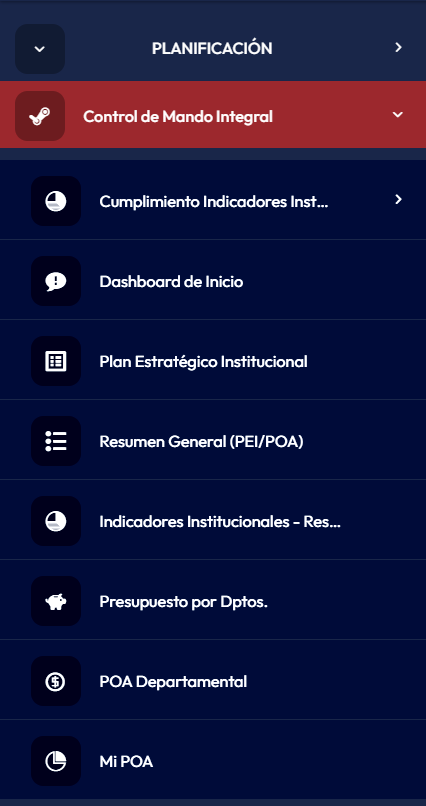 PLANIFICACIÓN
Control de Mando Integral
Cumplimiento Indicadores Inst...
Dashboard de Inicio
Plan Estratégico Institucional
Resumen General (PEI/POA)
Indicadores Institucionales - Res...
Presupuesto por Dptos.
POA Departamental
Mi POA